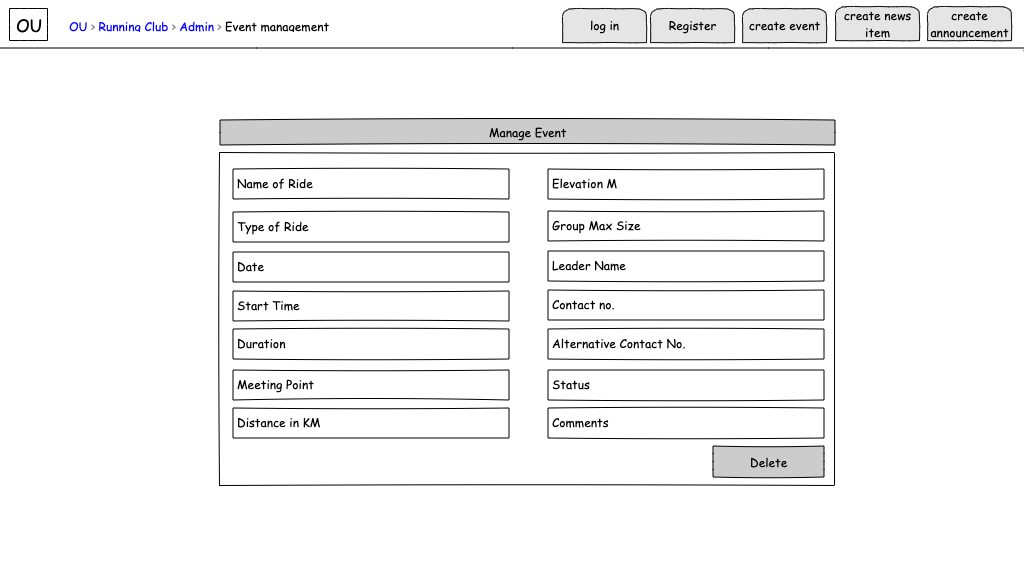 OU
OU > Running Club > Admin > Event management
log in
Register
create event
create news
item
create
announcement
Manage Event
Name of Ride
Elevation M
Type of Ride
Group Max Size
Date
Leader Name
Start Time
Contact no.
Duration
Alternative Contact No.
Meeting Point
Status
Distance in KM
Comments
Delete